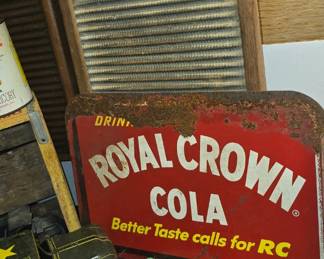 DRINK
ROYAL CROWN
COLA
Better Taste calls for RC